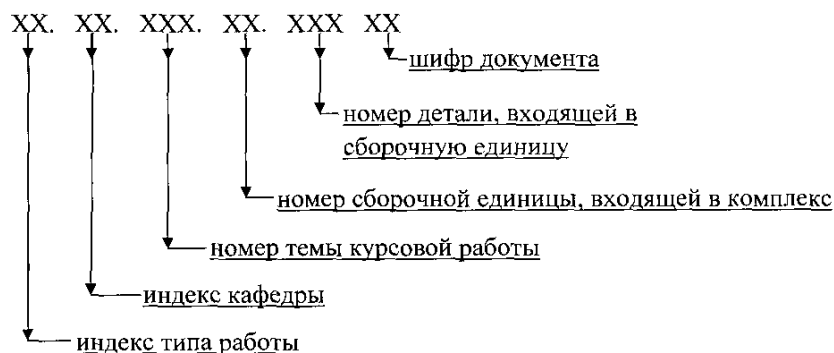 XX. XX. XXX. XX. XXX XX
шифр документа
номер детали, входящей в
сборочную единицу
номер сборочной единицы, входящей в комплекс
номер темы курсовой работы
индекс кафедры
индекс типа работы